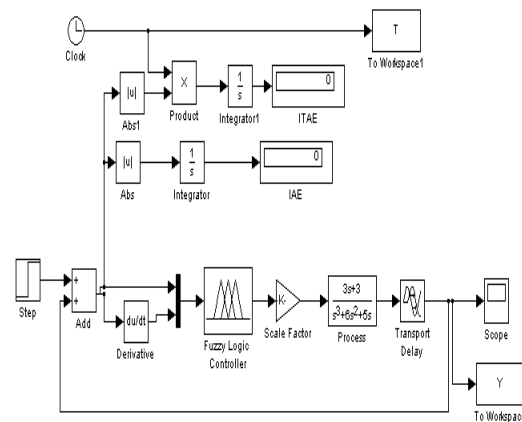 Clock
T
To Workspace1
|u|
Abs1
X
Product
1
s
Integrator1
0
ITAE
|u|
Abs
1
s
Integrator
0
IAE
Step
+
+
Add
du/dt
Derivative
Fuzzy Logic
Controller
K-
Scale Factor
3s+3
s3+6s2+5s
Process
Transport
Delay
Scope
Y
To Workspace